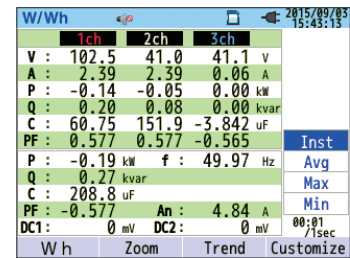 W/Wh 2015/09/03
15:43:13
1ch 2ch 3ch
V : 102.5 41.0 41.1 V
A : 2.39 2.39 0.06 A
P : -0.14 -0.05 0.00 kW
Q : 0.20 0.08 0.00 kvar
C : 60.75 151.9 -3.842 uF
PF : 0.577 0.577 -0.565
Inst
P : -0.19 kW f : 49.97 Hz
Avg
Q : 0.27 kvar
Max
C : 208.8 uF
Min
PF : -0.577 An : 4.84 A
00:01
DC1: 0 mV DC2: 0 mV
/1sec
Wh Zoom Trend Customize